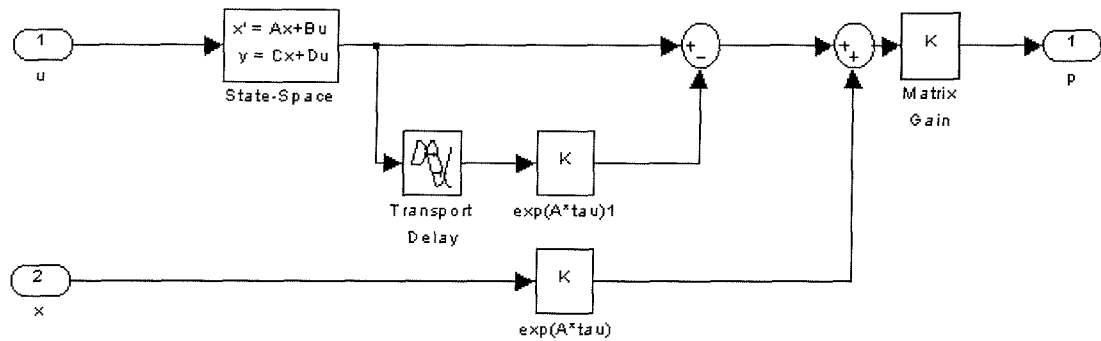 1
u
x' = Ax+Bu
y = Cx+Du
State-Space
+
−
+
+
K
Matrix
Gain
1
p
Transport
Delay
K
exp(A*tau)1
2
x
K
exp(A*tau)